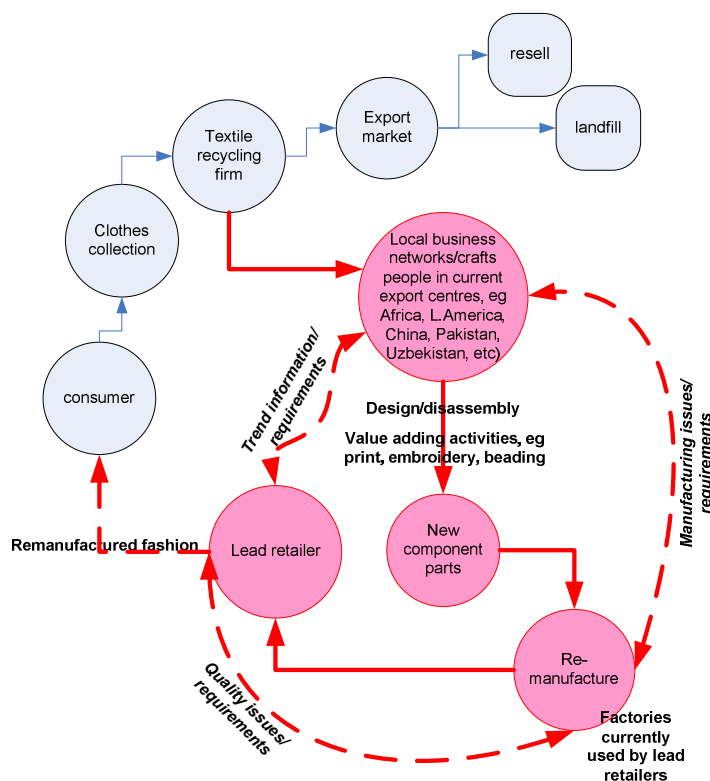 resell
Export
market
landfill
Textile
recycling
firm
Clothes
collection
Local business
networks/crafts
people in current
export centres, eg
Africa, L.America,
China, Pakistan,
Uzbekistan, etc)
consumer
Trend information/
requirements
Design/disassembly
Value adding activities, eg
print, embroidery, beading
Manufacturing issues/
requirements
Remanufactured fashion
Lead retailer
New
component
parts
Re-
manufacture
Quality issues/
requirements
Factories
currently
used by lead
retailers